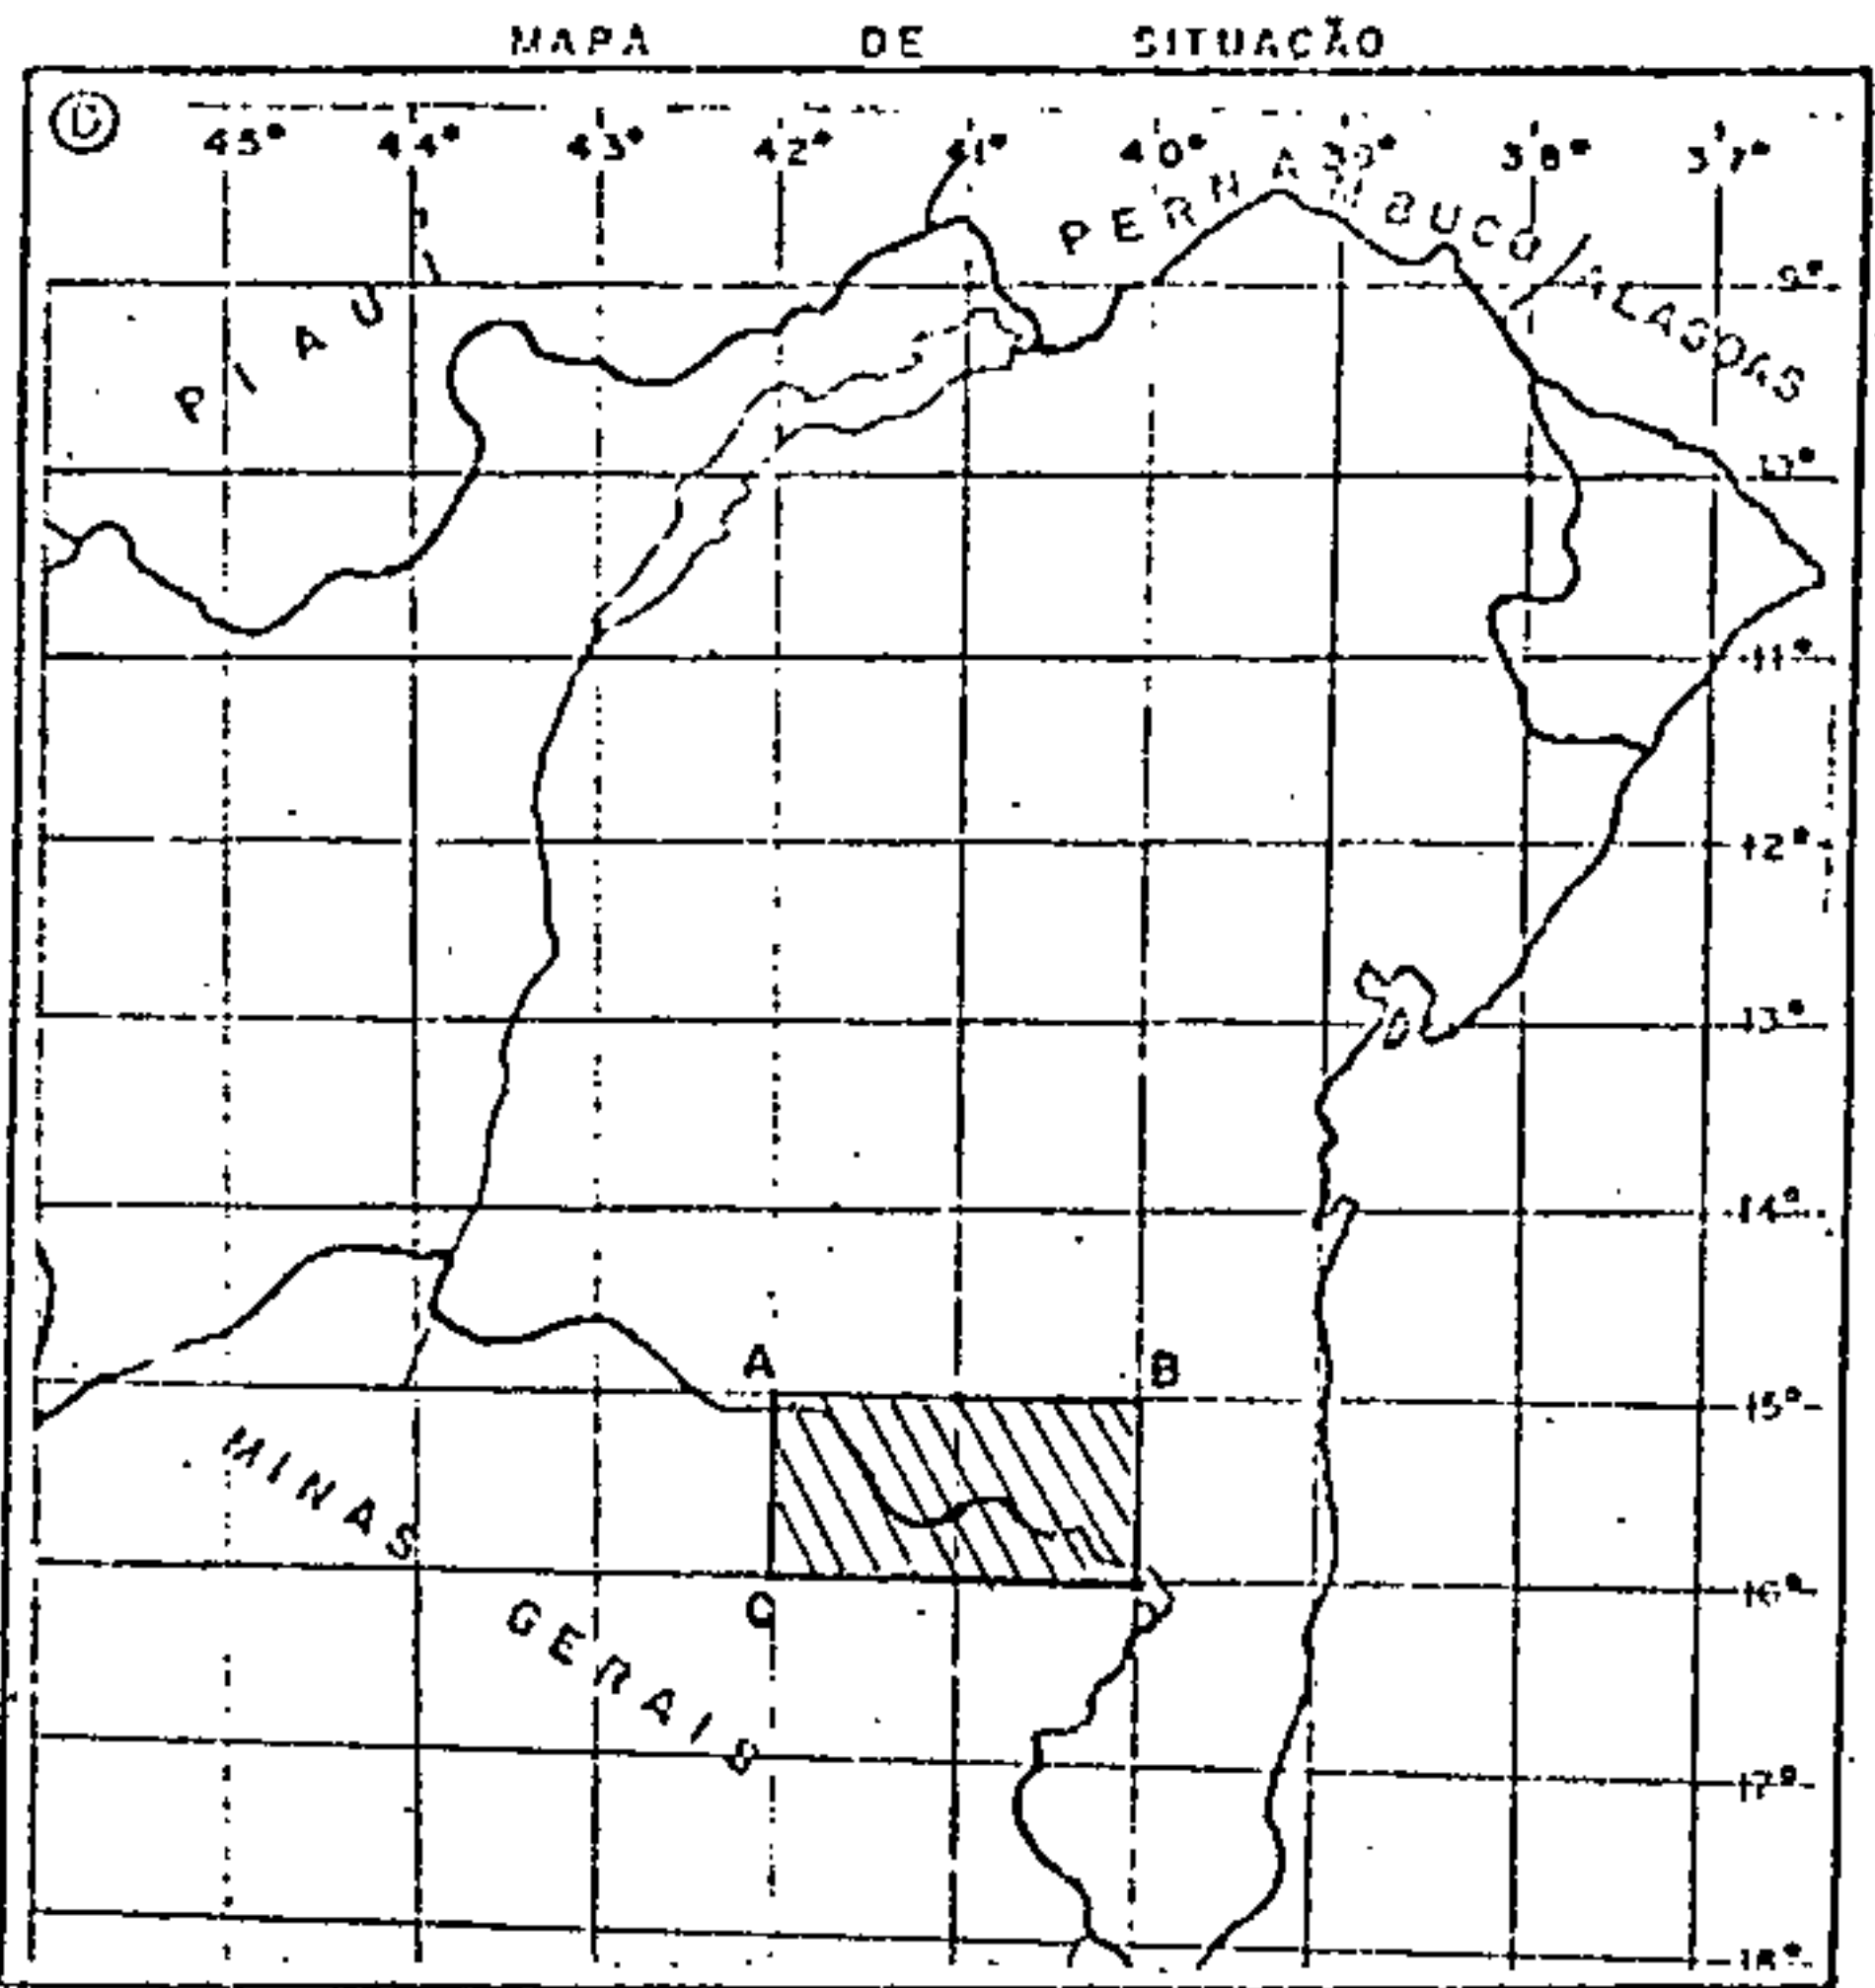 MAPA DE SITUAÇÃO
D
45° 44° 43° 42° 41° 40° 39° 38° 37°
PERNAMBUCO
ALAGOAS
PIAUÍ
9°
10°
11°
12°
13°
14°
A B
15°
MINAS
16°
C D
GERAIS
17°
18°